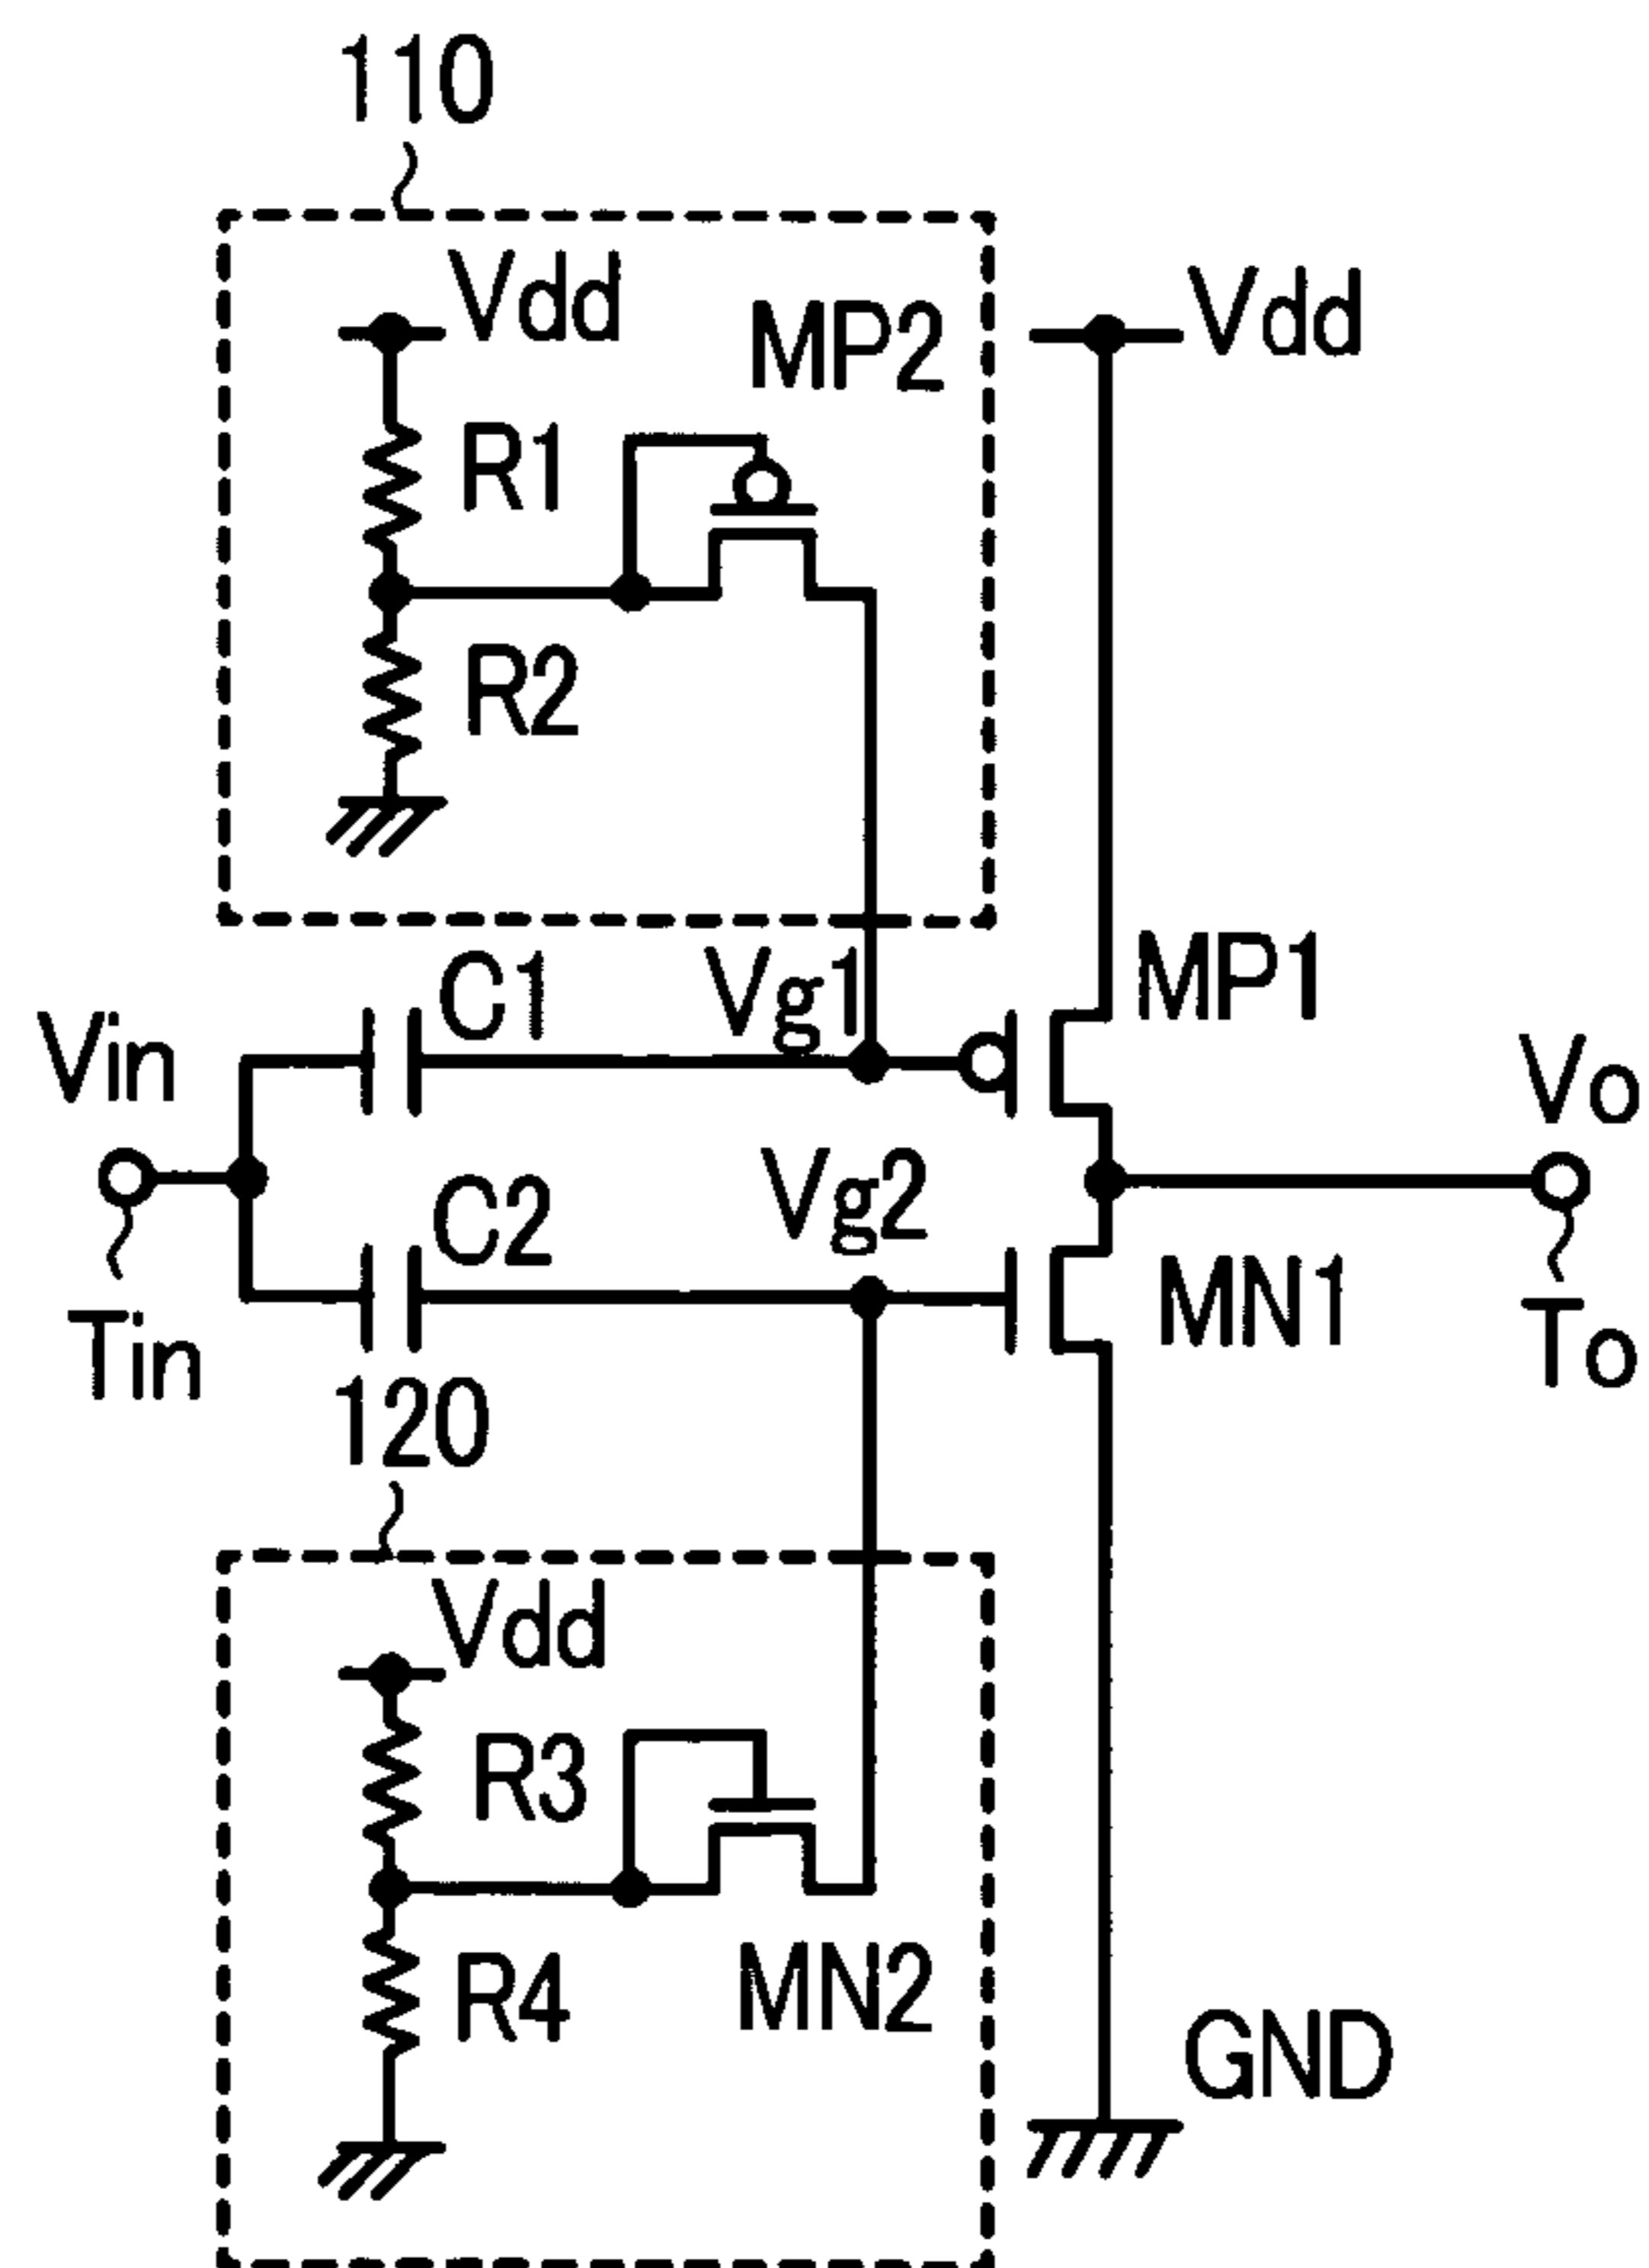 110
Vdd
Vdd
MP2
R1
R2
C1
Vg1
MP1
Vin
Vo
C2
Vg2
Tin
MN1
To
120
Vdd
R3
R4
MN2
GND